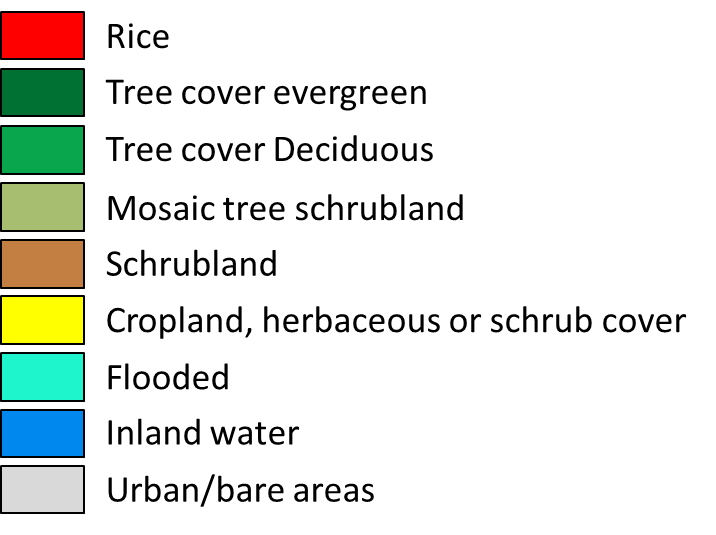 Rice
Tree cover evergreen
Tree cover Deciduous
Mosaic tree schrubland
Schrubland
Cropland, herbaceous or schrub cover
Flooded
Inland water
Urban/bare areas